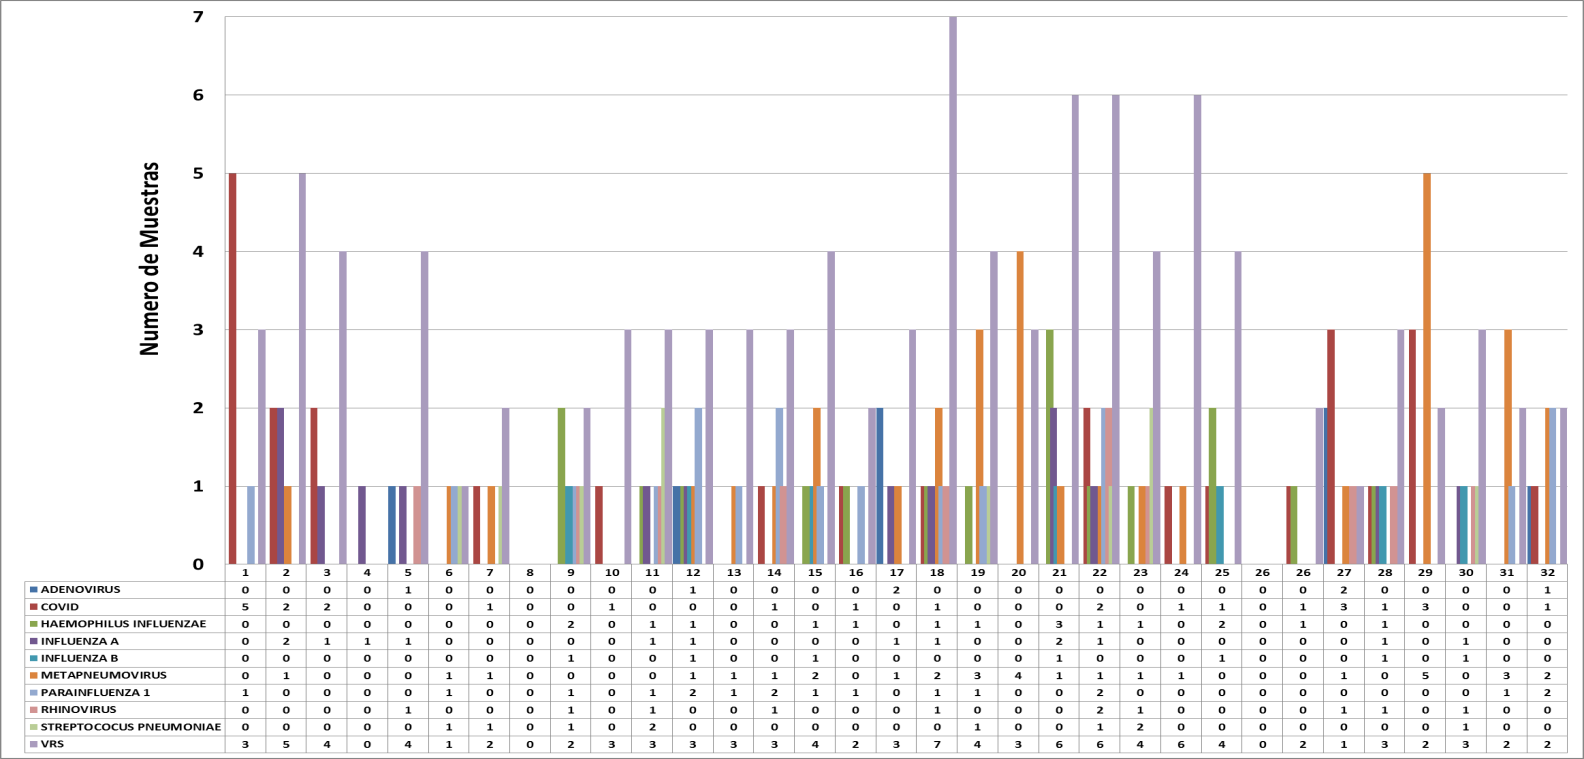 7
6
5
4
3
2
1
0
Numero de Muestras
1 2 3 4 5 6 7 8 9 10 11 12 13 14 15 16 17 18 19 20 21 22 23 24 25 26 26 27 28 29 30 31 32
ADENOVIRUS 0 0 0 0 1 0 0 0 0 0 0 1 0 0 0 0 2 0 0 0 0 0 0 0 0 0 0 2 0 0 0 0 1
COVID 5 2 2 0 0 0 1 0 0 1 0 0 0 1 0 1 0 1 0 0 0 2 0 1 1 0 1 3 1 3 0 0 1
HAEMOPHILUS INFLUENZAE 0 0 0 0 0 0 0 0 2 0 1 1 0 0 1 1 0 1 1 0 3 1 1 0 2 0 1 0 1 0 0 0 0
INFLUENZA A 0 2 1 1 1 0 0 0 0 0 1 1 0 0 0 0 1 1 0 0 2 1 0 0 0 0 0 0 1 0 1 0 0
INFLUENZA B 0 0 0 0 0 0 0 0 1 0 0 1 0 0 1 0 0 0 0 0 1 0 0 0 1 0 0 0 1 0 1 0 0
METAPNEUMOVIRUS 0 1 0 0 0 1 1 0 0 0 0 1 1 1 2 0 1 2 3 4 1 1 1 1 0 0 0 1 0 5 0 3 2
PARAINFLUENZA 1 1 0 0 0 0 1 0 0 1 0 1 2 1 2 1 1 0 1 1 0 0 2 0 0 0 0 0 0 0 0 0 1 2
RHINOVIRUS 0 0 0 0 1 0 0 0 1 0 1 0 0 1 0 0 0 1 0 0 0 2 1 0 0 0 0 1 1 0 1 0 0
STREPTOCOCUS PNEUMONIAE 0 0 0 0 0 1 1 0 1 0 2 0 0 0 0 0 0 0 1 0 0 1 2 0 0 0 0 0 0 0 1 0 0
VRS 3 5 4 0 4 1 2 0 2 3 3 3 3 3 4 2 3 7 4 3 6 6 4 6 4 0 2 1 3 2 3 2 2